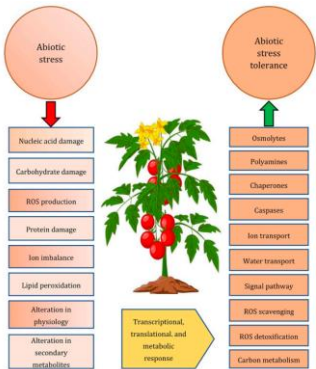 Abiotic
stress
Nucleic acid damage
Carbohydrate damage
ROS production
Protein damage
Ion imbalance
Lipid peroxidation
Alteration in
physiology
Alteration in
secondary
metabolites
Transcriptional,
translational, and
metabolic
response
Abiotic
stress
tolerance
Osmolytes
Polyamines
Chaperones
Caspases
Ion transport
Water transport
Signal pathway
ROS scavenging
ROS detoxification
Carbon metabolism